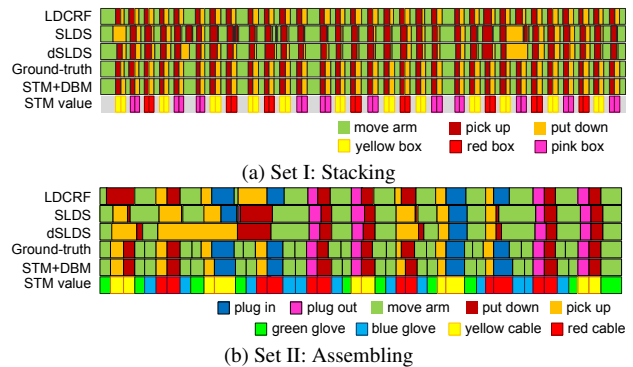 LDCRF
SLDS
dSLDS
Ground-truth
STM+DBM
STM value
move arm pick up put down
yellow box red box pink box
(a) Set I: Stacking
LDCRF
SLDS
dSLDS
Ground-truth
STM+DBM
STM value
plug in plug out move arm put down pick up
green glove blue glove yellow cable red cable
(b) Set II: Assembling